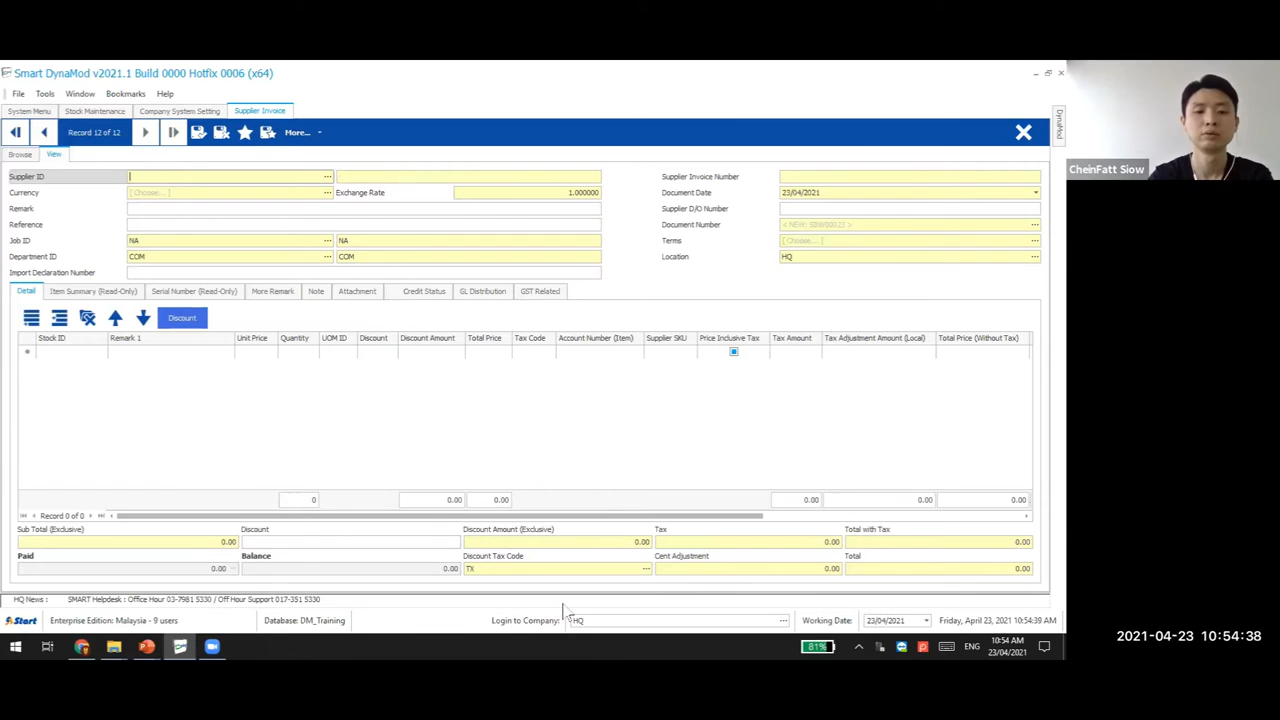 Smart DynaMod v2021.1 Build 0000 Hotfix 0006 (x64)
File Tools Window Bookmarks Help
System Menu Stock Maintenance Company System Setting Supplier Invoice
Record 12 of 12 More...
DynaMod
Browse View
CheinFatt Siow
Supplier ID Supplier Invoice Number
Currency [ Choose... ] Exchange Rate 1.000000 Document Date 23/04/2021
Remark Supplier D/O Number
Reference Document Number < NEW: SBW00023 >
Job ID NA NA Terms [ Choose... ]
Department ID COM COM Location HQ
Import Declaration Number
Detail Item Summary (Read-Only) Serial Number (Read-Only) More Remark Note Attachment Credit Status GL Distribution GST Related
Discount
Stock ID Remark 1 Unit Price Quantity UOM ID Discount Discount Amount Total Price Tax Code Account Number (Item) Supplier SKU Price Inclusive Tax Tax Amount Tax Adjustment Amount (Local) Total Price (Without Tax)
0 0.00 0.00 0.00 0.00 0.00
Record 0 of 0
Sub Total (Exclusive) Discount Discount Amount (Exclusive) Tax Total with Tax
0.00 0.00 0.00 0.00
Paid Balance Discount Tax Code Cent Adjustment Total
0.00 0.00 TX 0.00 0.00
HQ News : SMART Helpdesk : Office Hour 03-7981 5330 / Off Hour Support 017-351 5330
Start Enterprise Edition: Malaysia - 9 users Database: DM_Training Login to Company: HQ Working Date: 23/04/2021 Friday, April 23, 2021 10:54:39 AM
81% ENG 10:54 AM
23/04/2021
2021-04-23 10:54:38